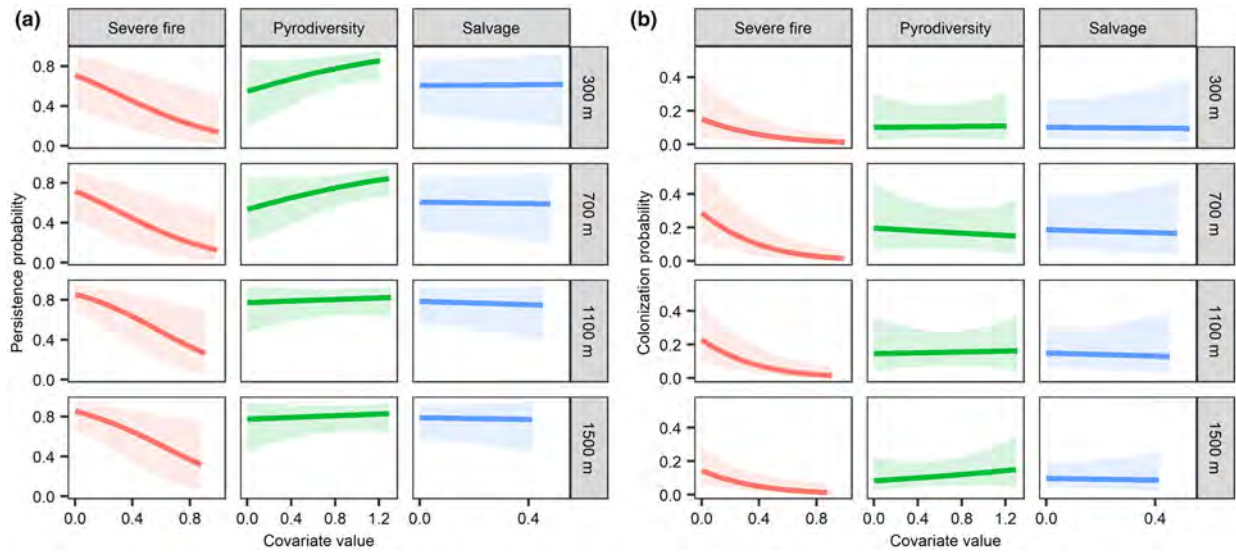 (a)
Severe fire Pyrodiversity Salvage
0.8
0.4
0.0
300 m
0.8
0.4
0.0
700 m
0.8
0.4
0.0
1100 m
0.8
0.4
0.0
1500 m
Persistence probability
0.0 0.4 0.8 0.0 0.4 0.8 1.2 0.0 0.4
Covariate value
(b)
Severe fire Pyrodiversity Salvage
0.4
0.2
0.0
300 m
0.4
0.2
0.0
700 m
0.4
0.2
0.0
1100 m
0.4
0.2
0.0
1500 m
Colonization probability
0.0 0.4 0.8 0.0 0.4 0.8 1.2 0.0 0.4
Covariate value